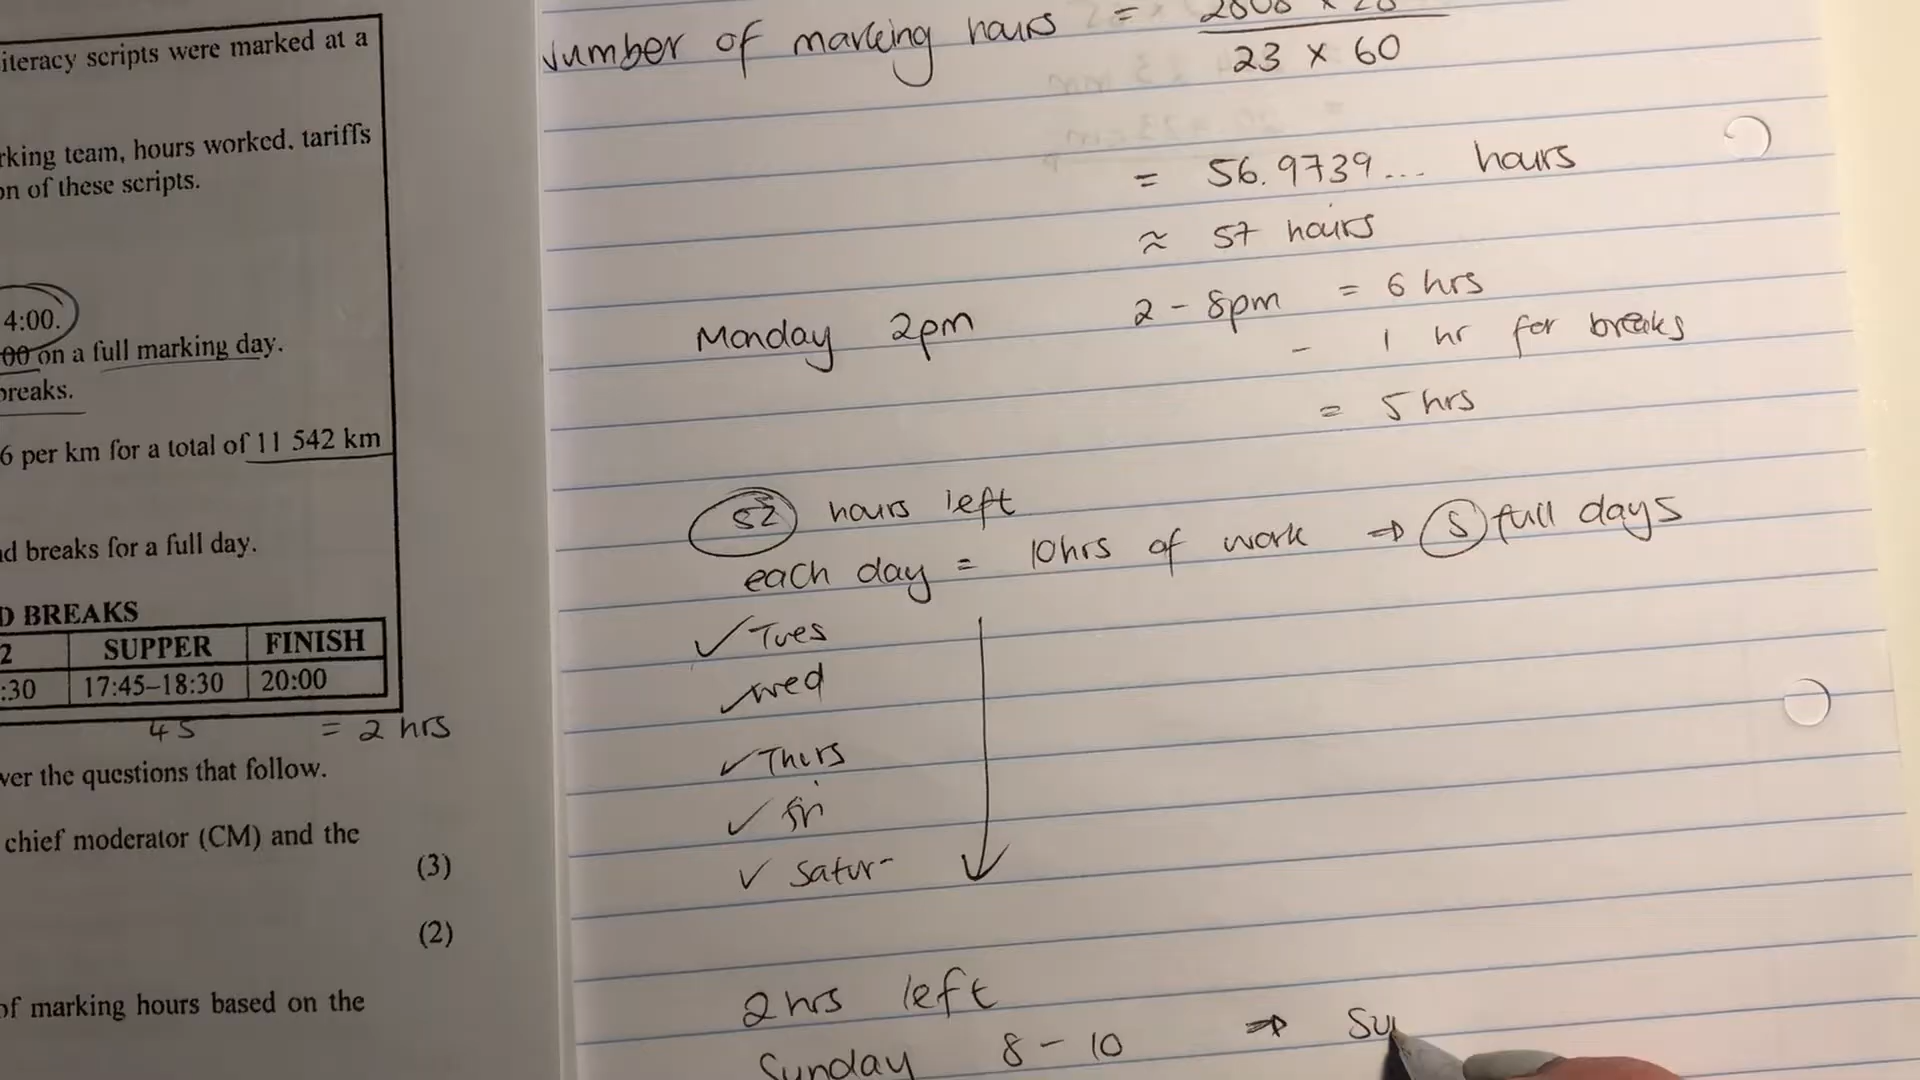 iteracy scripts were marked at a
rking team, hours worked, tariffs
on of these scripts.
4:00.
00 on a full marking day.
breaks.
6 per km for a total of 11 542 km
d breaks for a full day.
D BREAKS
2 SUPPER FINISH
:30 17:45–18:30 20:00
45 = 2 hrs
ver the questions that follow.
chief moderator (CM) and the
(3)
(2)
of marking hours based on the
Number of marking hours =
23 x 60
= 56.9739... hours
≈ 57 hours
Monday 2pm 2 - 8pm = 6 hrs
- 1 hr for breaks
= 5 hrs
52 hours left
each day = 10hrs of work ⇒ 5 full days
✓ Tues
✓ Wed
✓ Thurs
✓ Fri
✓ Satur-
2 hrs left
Sunday 8 - 10 ⇒ Su